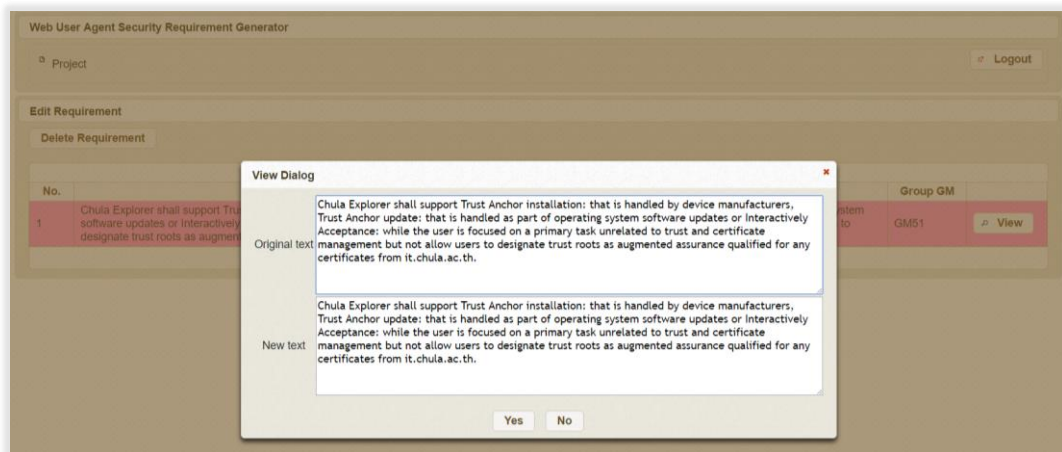 Web User Agent Security Requirement Generator
Project
Logout
Edit Requirement
Delete Requirement
No.
Group GM
1
Chula Explorer shall support Tru
software updates or Interactively
designate trust roots as augment
stem
to
GM51
View
View Dialog
Original text
Chula Explorer shall support Trust Anchor installation: that is handled by device manufacturers,
Trust Anchor update: that is handled as part of operating system software updates or Interactively
Acceptance: while the user is focused on a primary task unrelated to trust and certificate
management but not allow users to designate trust roots as augmented assurance qualified for any
certificates from it.chula.ac.th.
New text
Chula Explorer shall support Trust Anchor installation: that is handled by device manufacturers,
Trust Anchor update: that is handled as part of operating system software updates or Interactively
Acceptance: while the user is focused on a primary task unrelated to trust and certificate
management but not allow users to designate trust roots as augmented assurance qualified for any
certificates from it.chula.ac.th.
Yes No